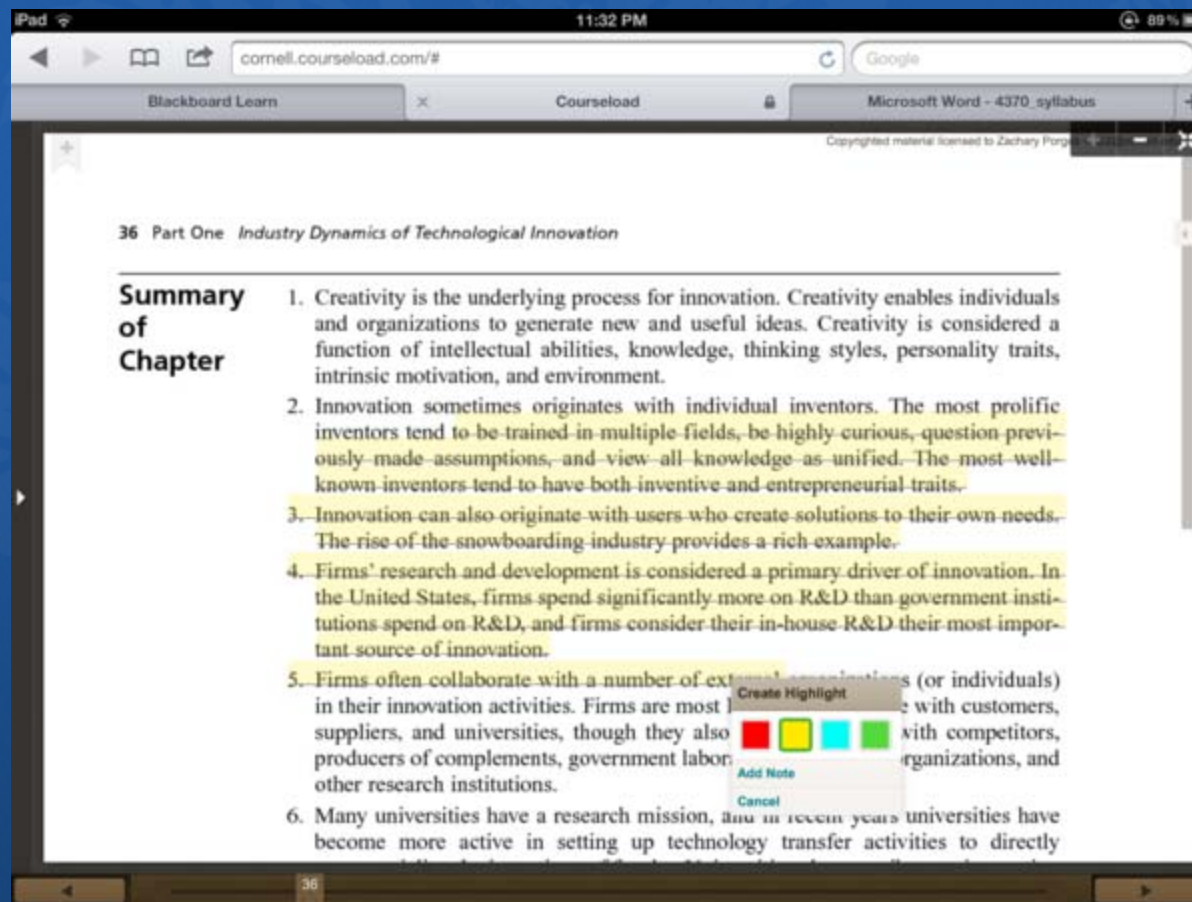 iPad 11:32 PM 89%
cornell.courseload.com/# Google
Blackboard Learn Courseload Microsoft Word - 4370_syllabus
Copyrighted material licensed to Zachary
36 Part One Industry Dynamics of Technological Innovation
Summary
of
Chapter
1. Creativity is the underlying process for innovation. Creativity enables individuals
and organizations to generate new and useful ideas. Creativity is considered a
function of intellectual abilities, knowledge, thinking styles, personality traits,
intrinsic motivation, and environment.
2. Innovation sometimes originates with individual inventors. The most prolific
inventors tend to be trained in multiple fields, be highly curious, question previ-
ously made assumptions, and view all knowledge as unified. The most well-
known inventors tend to have both inventive and entrepreneurial traits.
3. Innovation can also originate with users who create solutions to their own needs.
The rise of the snowboarding industry provides a rich example.
4. Firms' research and development is considered a primary driver of innovation. In
the United States, firms spend significantly more on R&D than government insti-
tutions spend on R&D, and firms consider their in-house R&D their most impor-
tant source of innovation.
5. Firms often collaborate with a number of (or individuals)
in their innovation activities. Firms are most with customers,
suppliers, and universities, though they also with competitors,
producers of complements, government organizations, and
other research institutions.
6. Many universities have a research mission, and in recent years universities have
become more active in setting up technology transfer activities to directly
Create Highlight
Add Note
Cancel
36